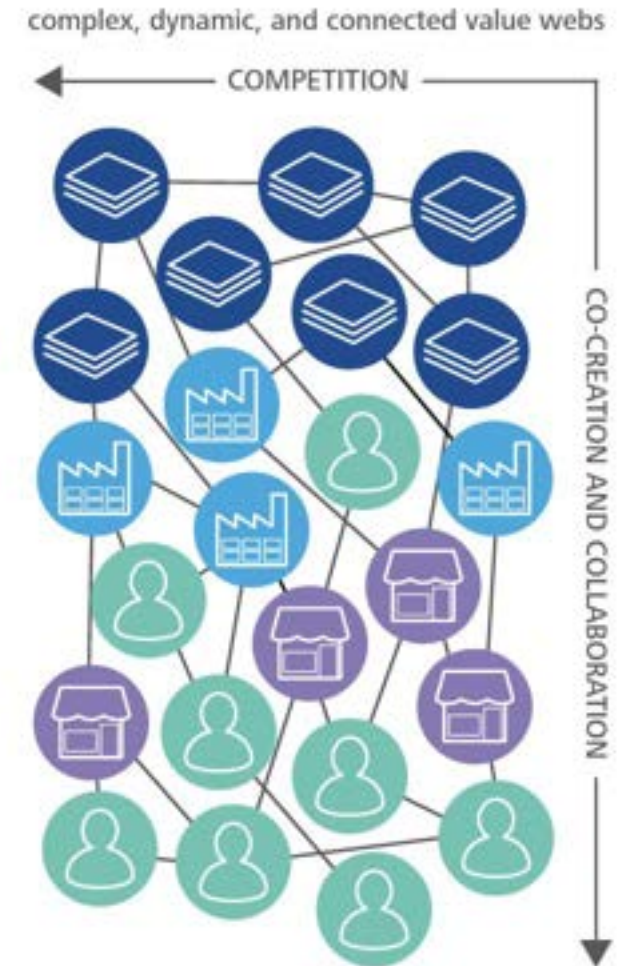 complex, dynamic, and connected value webs
COMPETITION
CO-CREATION AND COLLABORATION